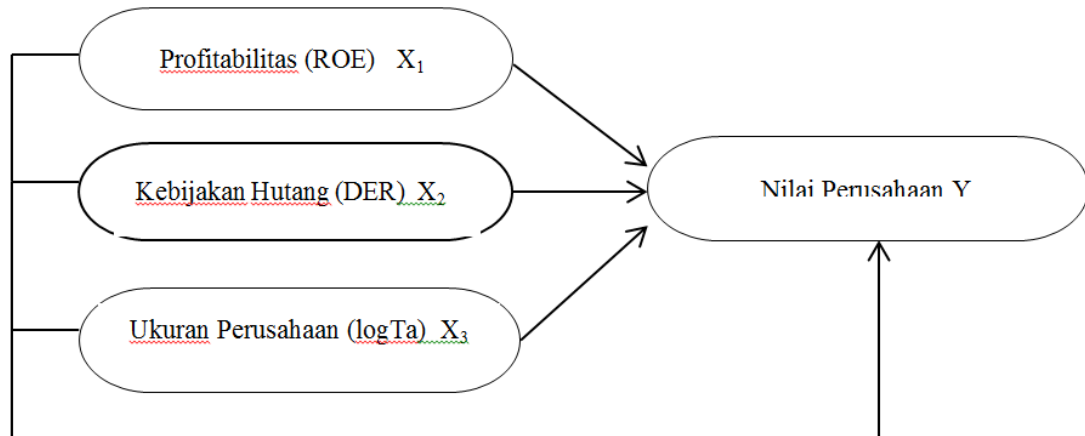 Profitabilitas (ROE) X₁
Kebijakan Hutang (DER) X₂
Nilai Perusahaan Y
Ukuran Perusahaan (logTa) X₃